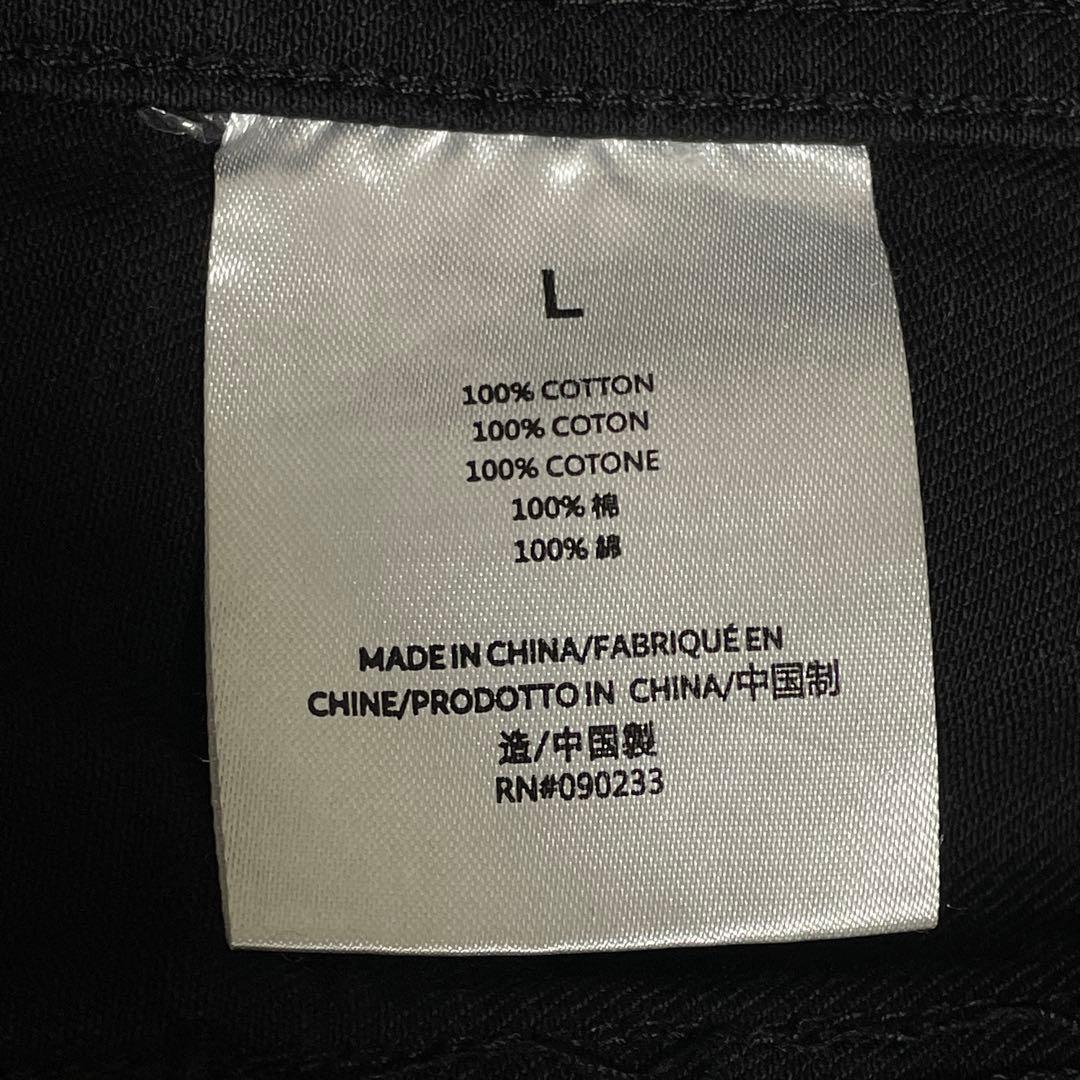 L
100% COTTON
100% COTON
100% COTONE
100% 棉
100% 綿
MADE IN CHINA/FABRIQUÉ EN
CHINE/PRODOTTO IN CHINA/中国制
造/中国製
RN#090233